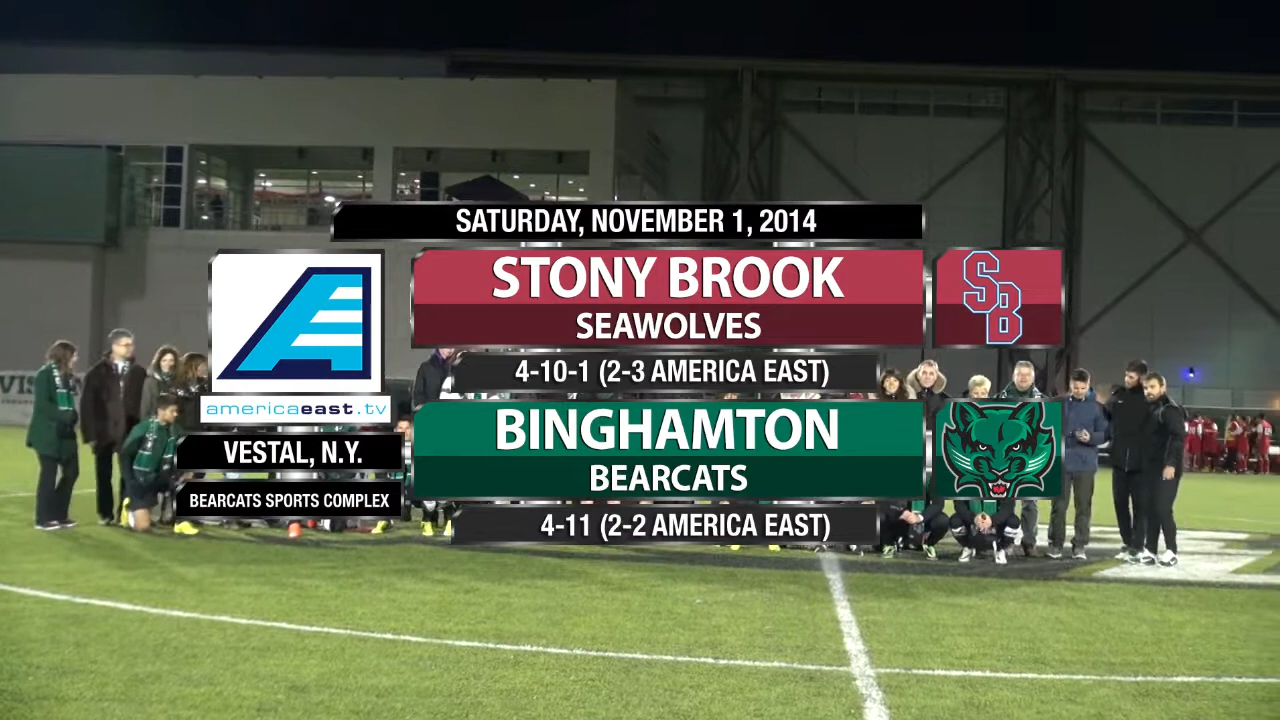 SATURDAY, NOVEMBER 1, 2014
STONY BROOK
SEAWOLVES
SB
4-10-1 (2-3 AMERICA EAST)
americaeast.tv
BINGHAMTON
BEARCATS
4-11 (2-2 AMERICA EAST)
VESTAL, N.Y.
BEARCATS SPORTS COMPLEX